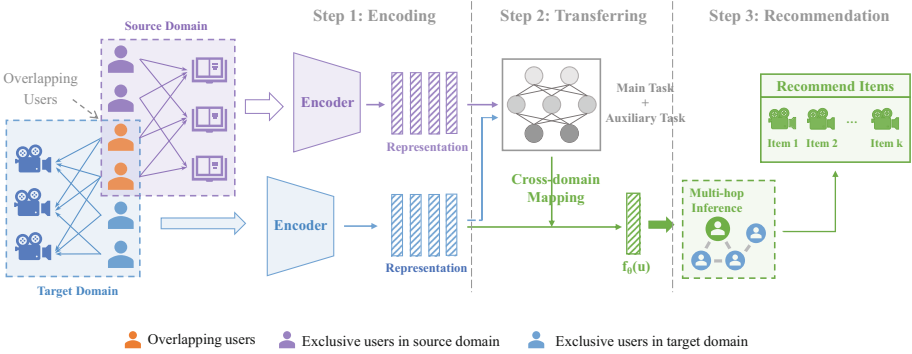 Step 1: Encoding
Step 2: Transferring
Step 3: Recommendation
Source Domain
Overlapping
Users
Target Domain
Encoder
Representation
Encoder
Representation
Main Task
+
Auxiliary Task
Cross-domain
Mapping
f₀(u)
Multi-hop
Inference
Recommend Items
Item 1 Item 2 ... Item k
Overlapping users
Exclusive users in source domain
Exclusive users in target domain